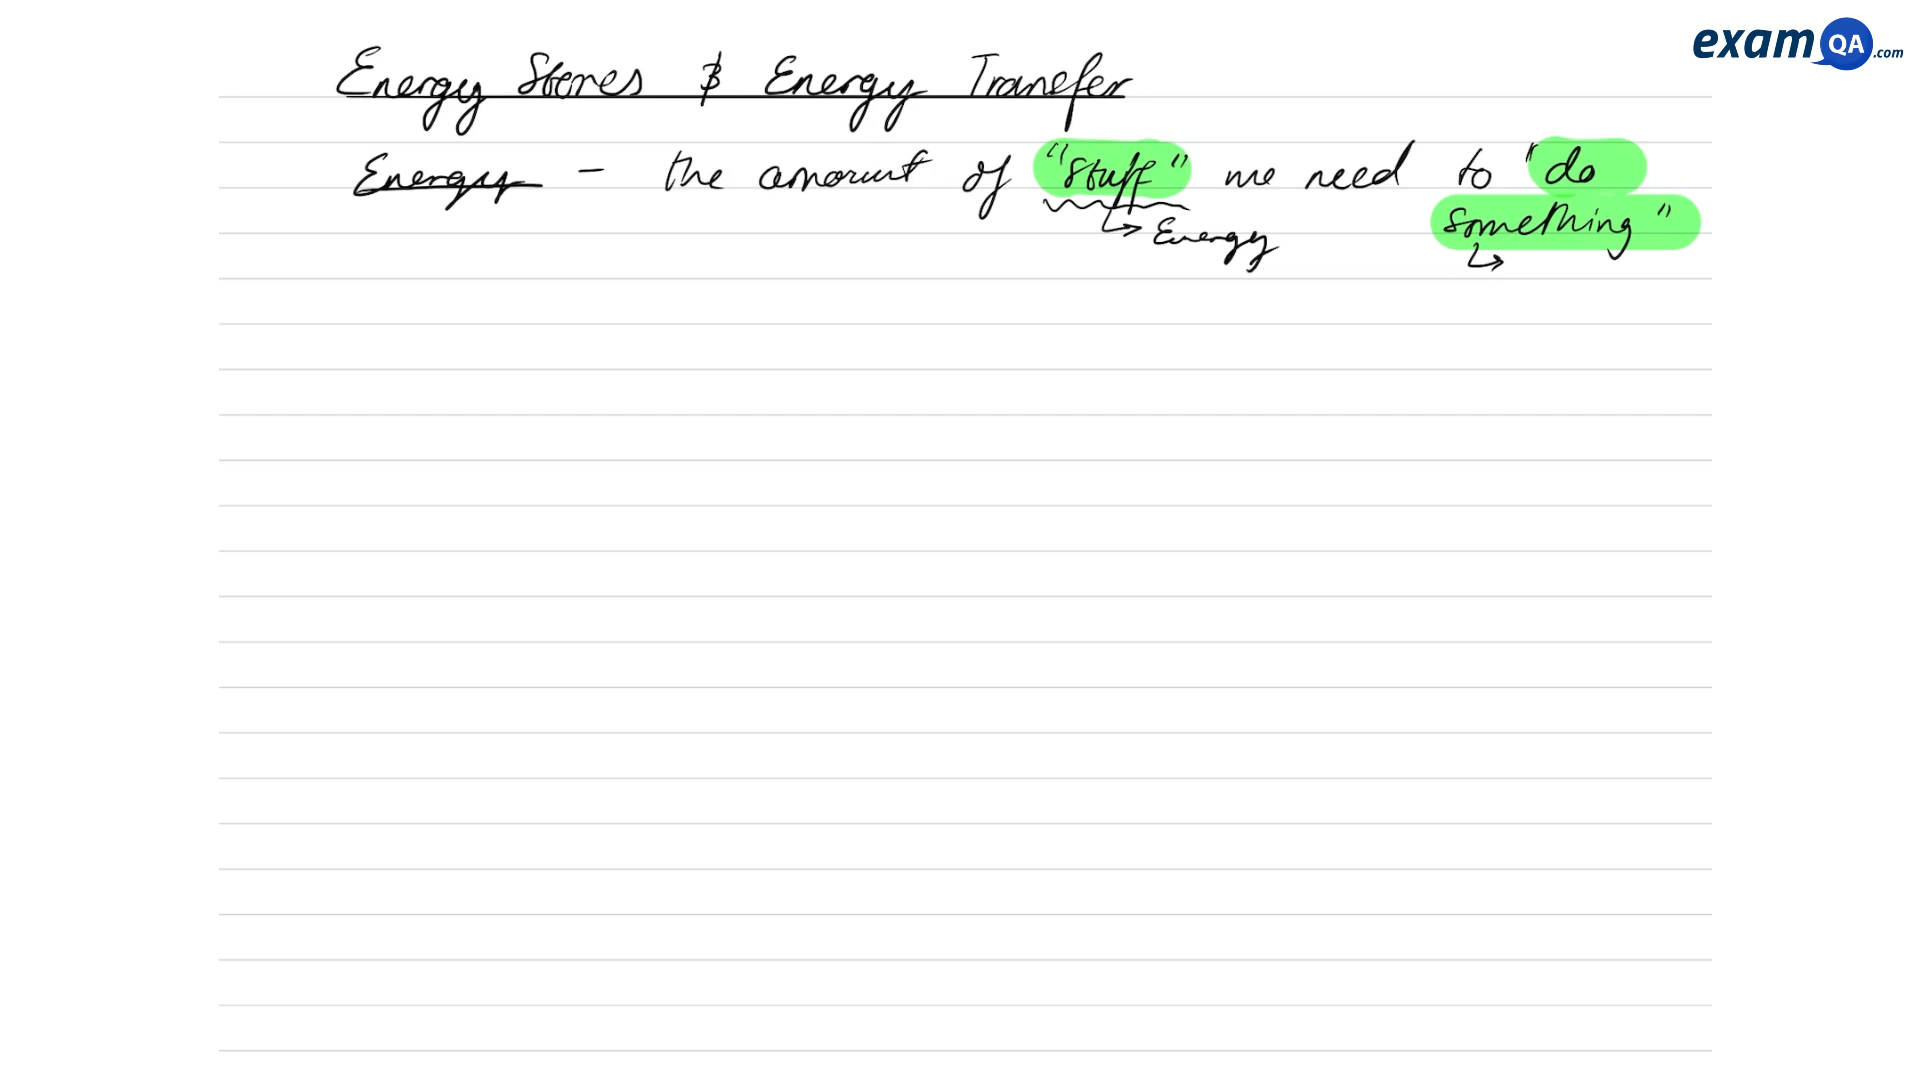 examQA.com
Energy Stores & Energy Transfer
Energy - the amount of "stuff" we need to "do
something"
↳ Energy
↳